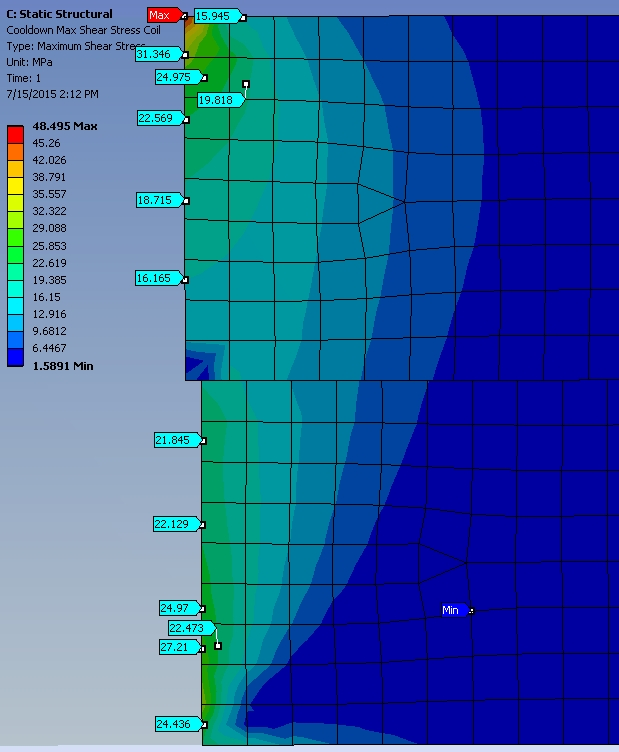 C: Static Structural
Cooldown Max Shear Stress Coil
Type: Maximum Shear Stress
Unit: MPa
Time: 1
7/15/2015 2:12 PM
48.495 Max
45.26
42.026
38.791
35.557
32.322
29.088
25.853
22.619
19.385
16.15
12.916
9.6812
6.4467
1.5891 Min
Max
15.945
31.346
24.975
19.818
22.569
18.715
16.165
21.845
22.129
24.97
Min
22.473
27.21
24.436